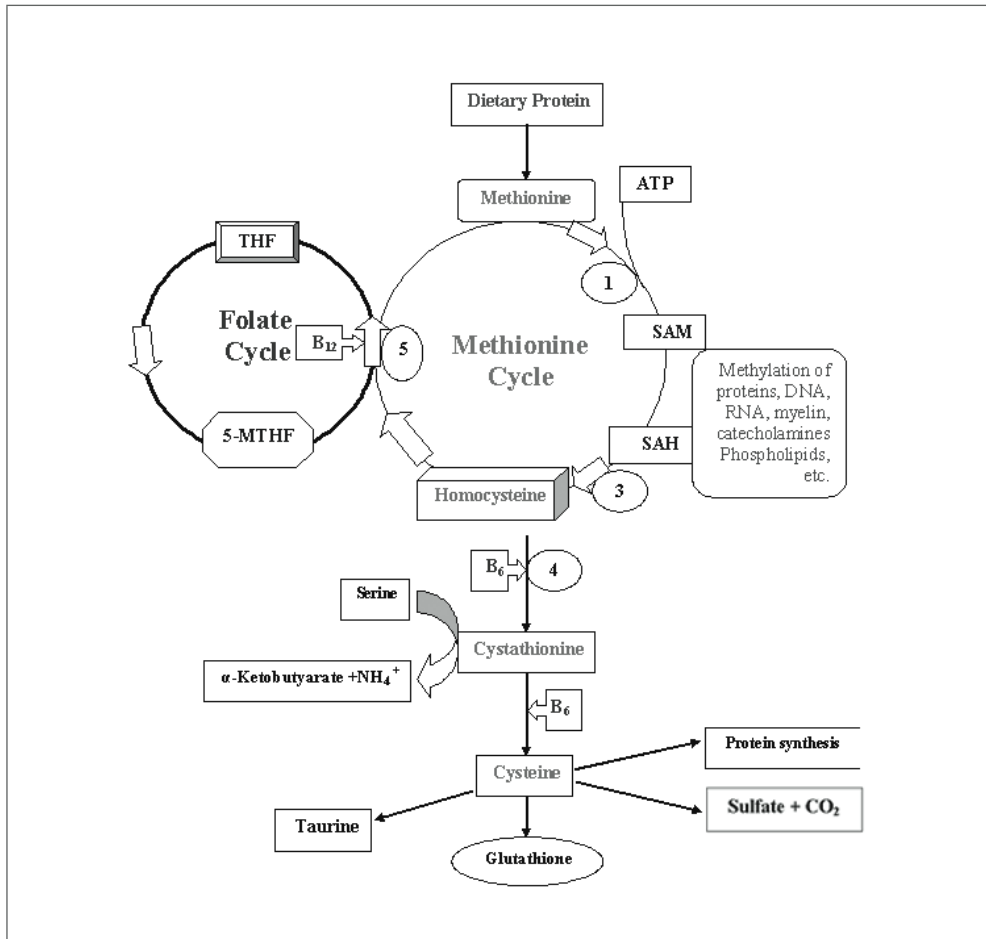 Dietary Protein
Methionine
ATP
THF
1
Folate
Cycle
B12
5
Methionine
Cycle
SAM
Methylation of
proteins, DNA,
RNA, myelin,
catecholamines
Phospholipids,
etc.
5-MTHF
SAH
Homocysteine
3
B6
4
Serine
Cystathionine
α-Ketobutyarate +NH4+
B6
Protein synthesis
Cysteine
Sulfate + CO2
Taurine
Glutathione